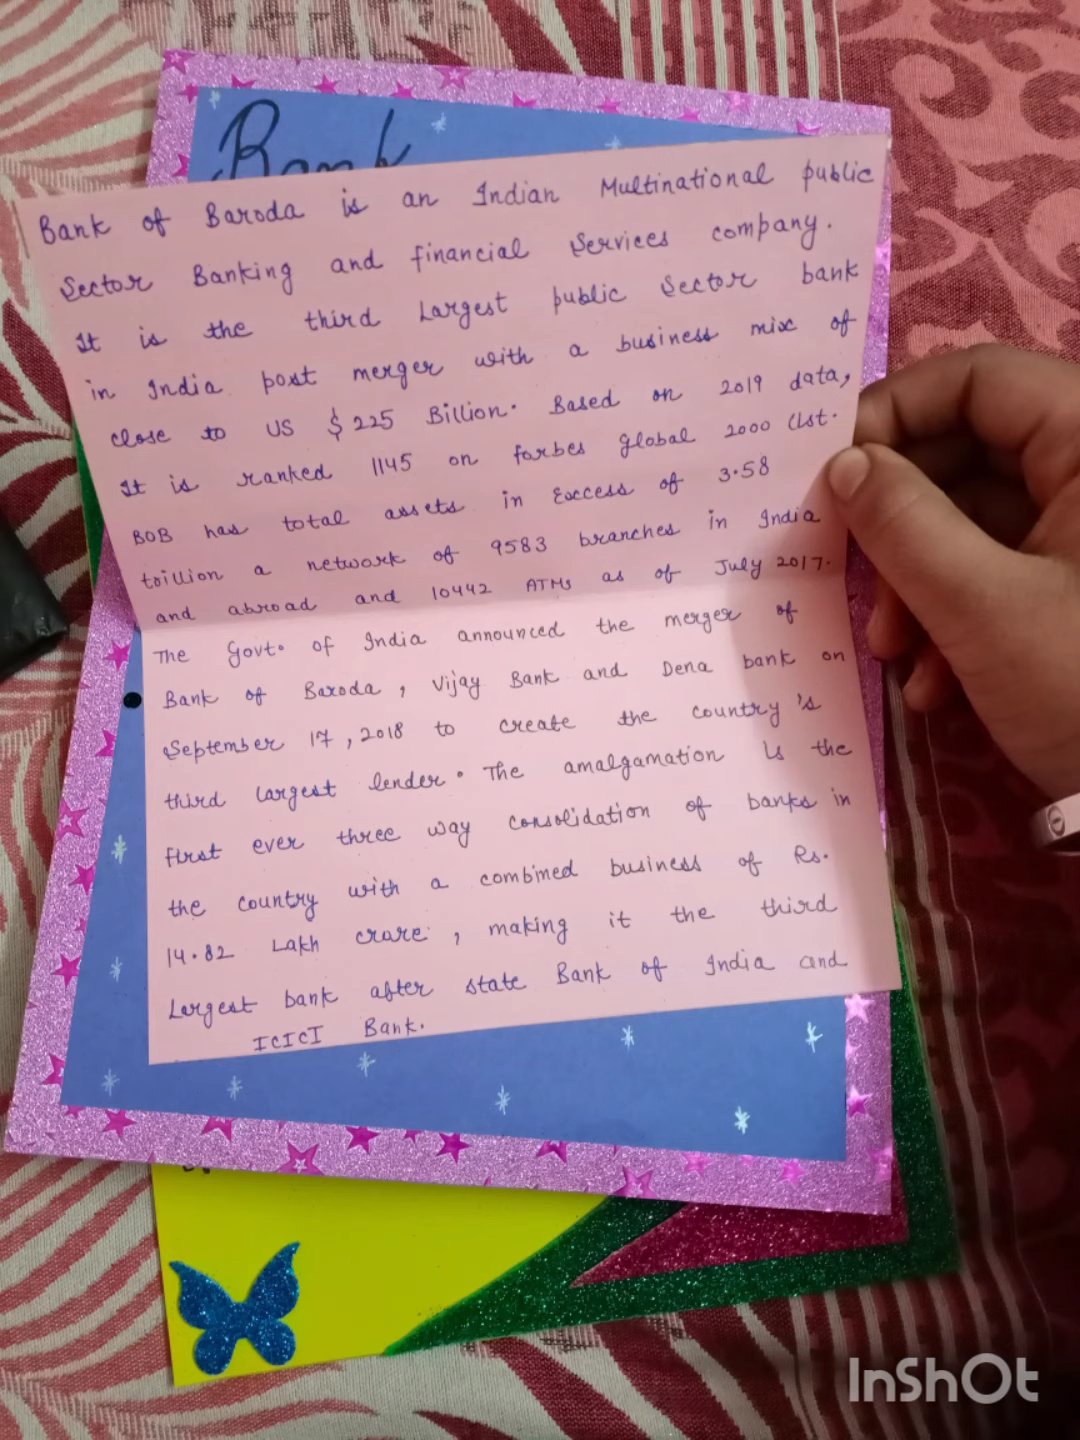 Bank
Bank of Baroda is an Indian Multinational public
Sector Banking and financial Services company.
It is the third Largest public Sector bank
in India post merger with a business mix of
close to US $ 225 Billion. Based on 2019 data,
It is ranked 1145 on forbes global 2000 list.
BOB has total assets in Excess of 3.58
toillion a network of 9583 branches in India
and abroad and 10442 ATMs as of July 2017.
The Govt. of India announced the merger of
Bank of Baroda, Vijay Bank and Dena bank on
September 17, 2018 to create the country's
third largest lender. The amalgamation is the
first ever three way consolidation of banks in
the country with a combined business of Rs.
14.82 Lakh crare, making it the third
Largest bank after state Bank of India and
ICICI Bank.
InShOt